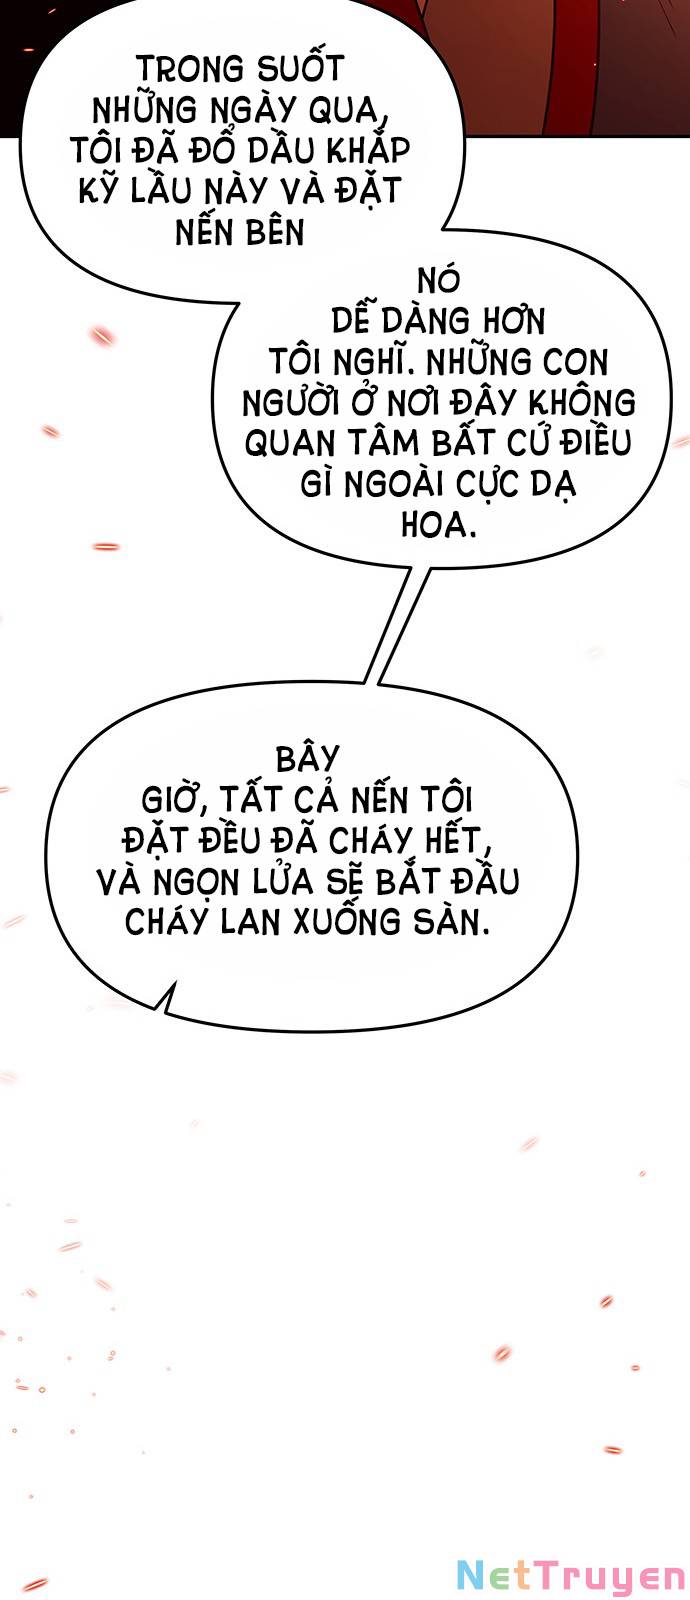 TRONG SUỐT
NHỮNG NGÀY QUA,
TÔI ĐÃ ĐỔ DẦU KHẮP
KỸ LẦU NÀY VÀ ĐẶT
NẾN BÊN
NÓ
DỄ DÀNG HƠN
TÔI NGHĨ. NHỮNG CON
NGƯỜI Ở NƠI ĐÂY KHÔNG
QUAN TÂM BẤT CỨ ĐIỀU
GÌ NGOÀI CỰC DẠ
HOA.
BÂY
GIỜ, TẤT CẢ NẾN TÔI
ĐẶT ĐỀU ĐÃ CHÁY HẾT,
VÀ NGỌN LỬA SẼ BẮT ĐẦU
CHÁY LAN XUỐNG SÀN.
NetTruyen